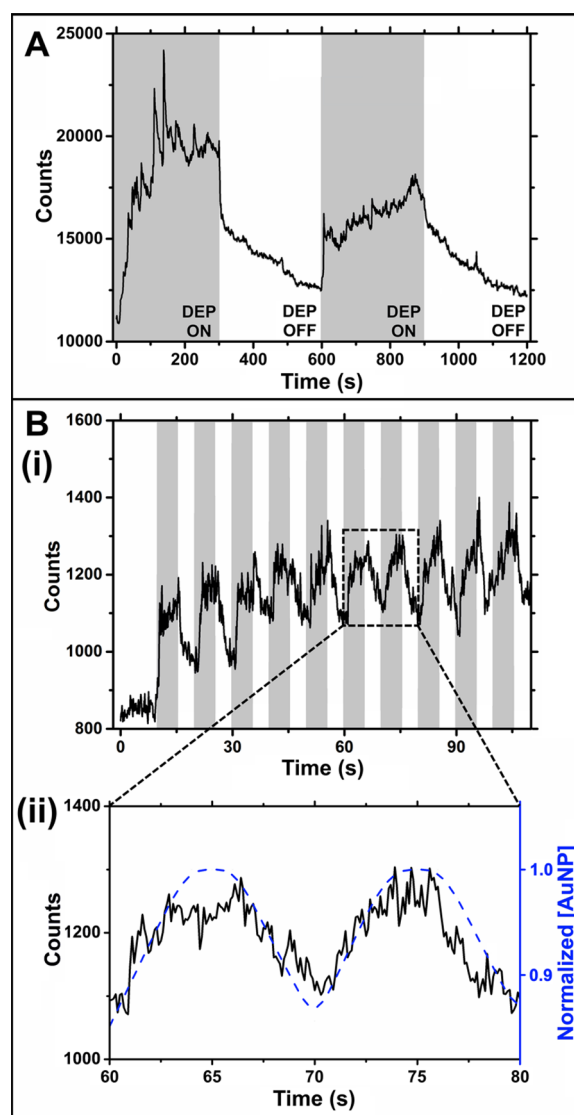 A
25000
20000
15000
10000
Counts
DEP
ON
DEP
OFF
DEP
ON
DEP
OFF
0 200 400 600 800 1000 1200
Time (s)
B
(i)
1600
1400
1200
1000
800
Counts
0 30 60 90
Time (s)
(ii)
1400
1300
1200
1000
Counts
1.0
0.9
Normalized [AuNP]
60 65 70 75 80
Time (s)